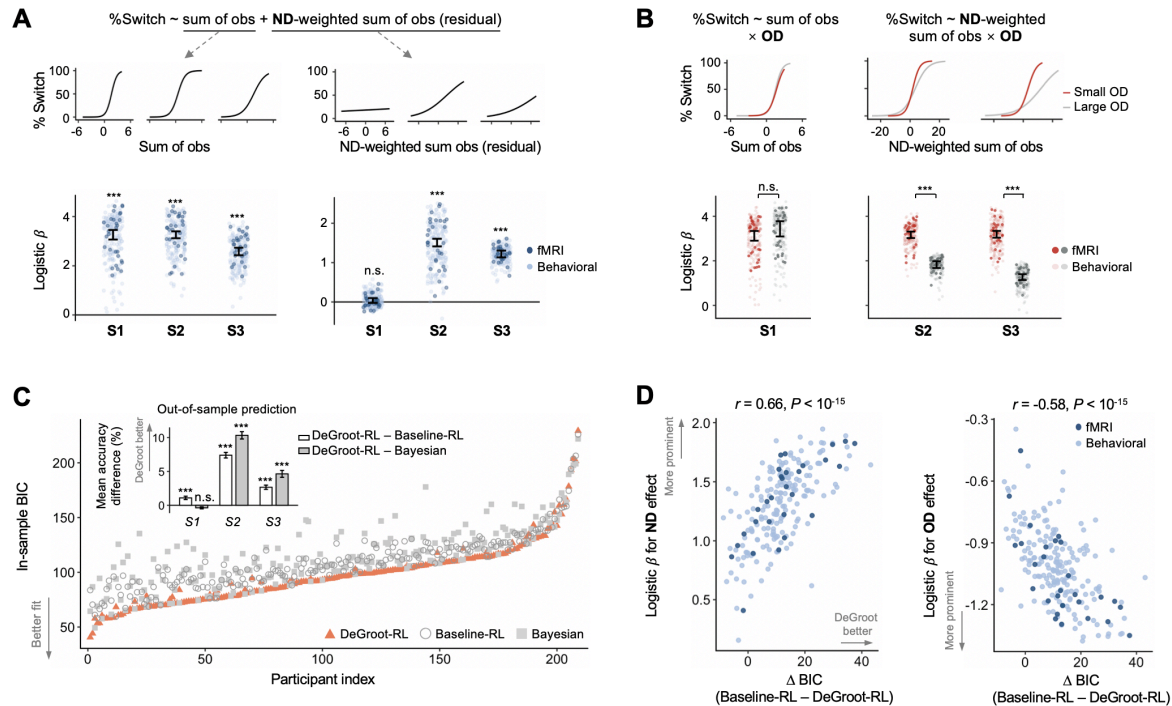 A
%Switch ~ sum of obs + ND-weighted sum of obs (residual)
% Switch
100
50
0
-6 0 6
Sum of obs
100
50
0
-6 0 6
ND-weighted sum obs (residual)
Logistic β
4
2
0
***
***
***
S1 S2 S3
2
1
0
n.s.
***
***
S1 S2 S3
fMRI
Behavioral
B
%Switch ~ sum of obs
× OD
%Switch ~ ND-weighted
sum of obs × OD
% Switch
100
50
0
-6 0 6
Sum of obs
100
50
0
-20 0 20
ND-weighted sum of obs
Small OD
Large OD
Logistic β
4
2
0
n.s.
S1
4
2
0
***
***
S2 S3
fMRI
Behavioral
C
In-sample BIC
Better fit
200
150
100
50
Out-of-sample prediction
Mean accuracy
difference (%)
DeGroot better
10
5
0
***
n.s.
***
***
***
***
S1 S2 S3
DeGroot-RL – Baseline-RL
DeGroot-RL – Bayesian
DeGroot-RL Baseline-RL Bayesian
0 50 100 150 200
Participant index
D
r = 0.66, P < 10-15
Logistic β for ND effect
More prominent
2.0
1.5
1.0
0.5
DeGroot
better
0 20 40
Δ BIC
(Baseline-RL – DeGroot-RL)
r = -0.58, P < 10-15
Logistic β for OD effect
More prominent
-0.3
-0.6
-0.9
-1.2
fMRI
Behavioral
0 20 40
Δ BIC
(Baseline-RL – DeGroot-RL)